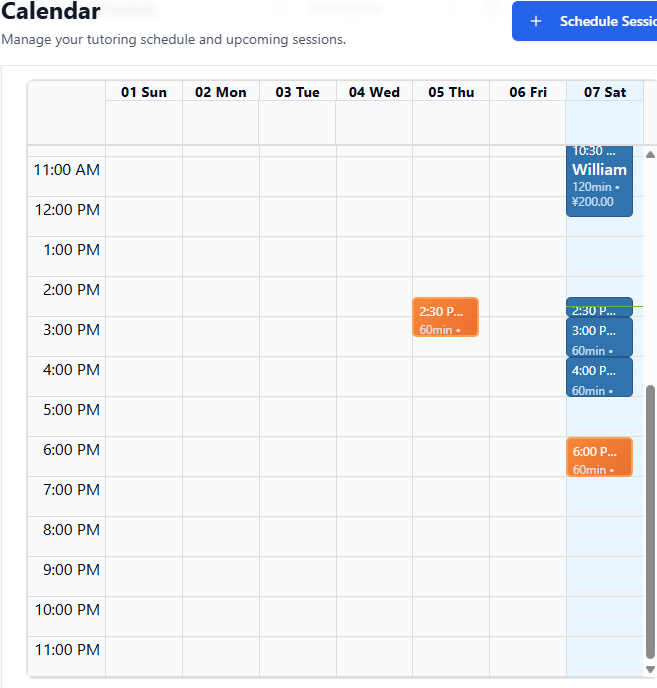 Calendar
Manage your tutoring schedule and upcoming sessions.
+ Schedule Sessio
01 Sun 02 Mon 03 Tue 04 Wed 05 Thu 06 Fri 07 Sat
10:30 ...
11:00 AM
William
120min •
¥200.00
12:00 PM
1:00 PM
2:00 PM
2:30 P...
60min •
2:30 P...
3:00 PM
3:00 P...
60min •
4:00 PM
4:00 P...
60min •
5:00 PM
6:00 PM
6:00 P...
60min •
7:00 PM
8:00 PM
9:00 PM
10:00 PM
11:00 PM